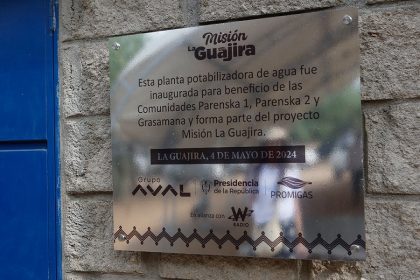 Misión
La Guajira
Esta planta potabilizadora de agua fue
inaugurada para beneficio de las
Comunidades Parenska 1, Parenska 2 y
Grasamana y forma parte del proyecto
Misión La Guajira.
LA GUAJIRA, 4 DE MAYO DE 2024
Grupo
AVAL
Presidencia
de la República
PROMIGAS
En alianza con
W
RADIO